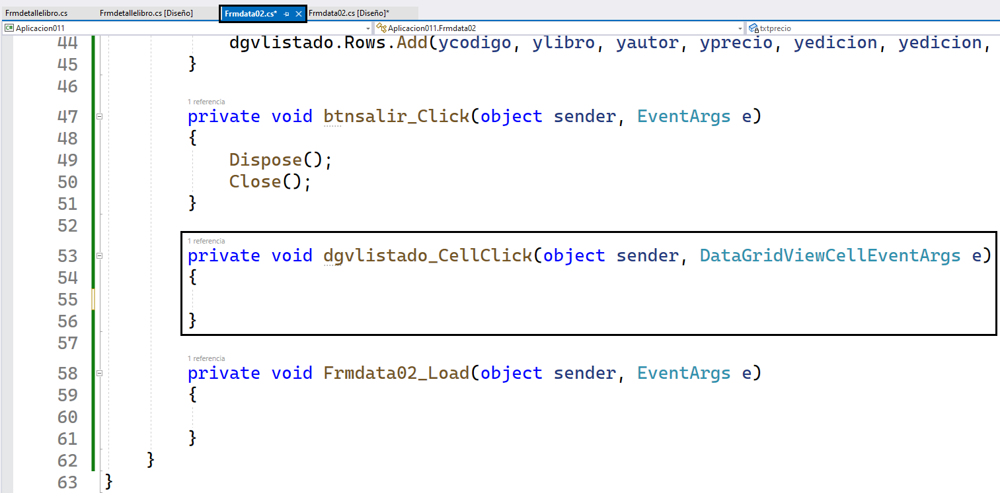 Frmdetallelibro.cs Frmdetallelibro.cs [Diseño] Frmdata02.cs* Frmdata02.cs [Diseño]*
C# Aplicacion011 Aplicacion011.Frmdata02 txtprecio
44 dgvlistado.Rows.Add(ycodigo, ylibro, yautor, yprecio, yedicion, yedicion,
45 }
46
1 referencia
47 private void btnsalir_Click(object sender, EventArgs e)
48 {
49 Dispose();
50 Close();
51 }
52
1 referencia
53 private void dgvlistado_CellClick(object sender, DataGridViewCellEventArgs e)
54 {
55
56 }
57
1 referencia
58 private void Frmdata02_Load(object sender, EventArgs e)
59 {
60
61 }
62 }
63 }